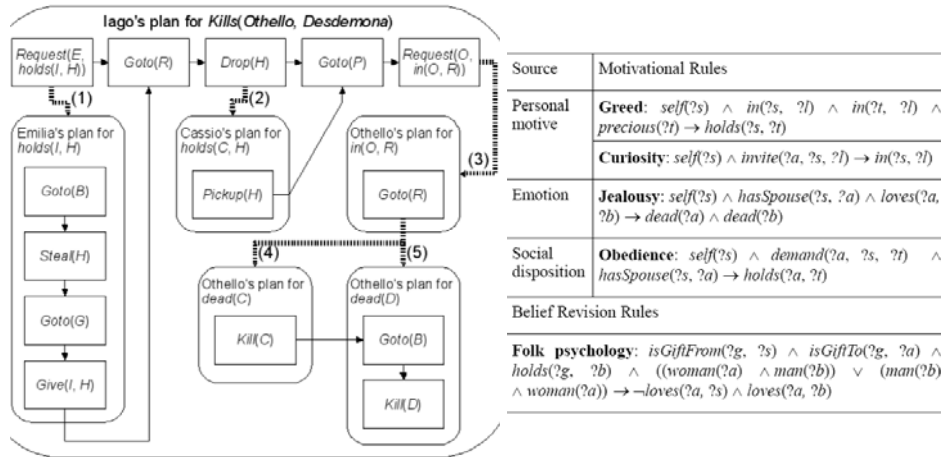 Iago's plan for Kills(Othello, Desdemona)
Request(E,
holds(I, H))
Goto(R)
Drop(H)
Goto(P)
Request(O,
in(O, R))
(1)
(2)
(3)
Emilia's plan for
holds(I, H)
Goto(B)
Steal(H)
Goto(G)
Give(I, H)
Cassio's plan for
holds(C, H)
Pickup(H)
Othello's plan for
in(O, R)
Goto(R)
(4)
(5)
Othello's plan for
dead(C)
Kill(C)
Othello's plan for
dead(D)
Goto(B)
Kill(D)
Source Motivational Rules
Personal
motive
Greed: self(?s) ∧ in(?s, ?l) ∧ in(?t, ?l) ∧
precious(?t) → holds(?s, ?t)
Curiosity: self(?s) ∧ invite(?a, ?s, ?l) → in(?s, ?l)
Emotion
Jealousy: self(?s) ∧ hasSpouse(?s, ?a) ∧ loves(?a,
?b) → dead(?a) ∧ dead(?b)
Social
disposition
Obedience: self(?s) ∧ demand(?a, ?s, ?t) ∧
hasSpouse(?s, ?a) → holds(?a, ?t)
Belief Revision Rules
Folk psychology: isGiftFrom(?g, ?s) ∧ isGiftTo(?g, ?a) ∧
holds(?g, ?b) ∧ ((woman(?a) ∧ man(?b)) ∨ (man(?b)
∧ woman(?a)) → ¬loves(?a, ?s) ∧ loves(?a, ?b)